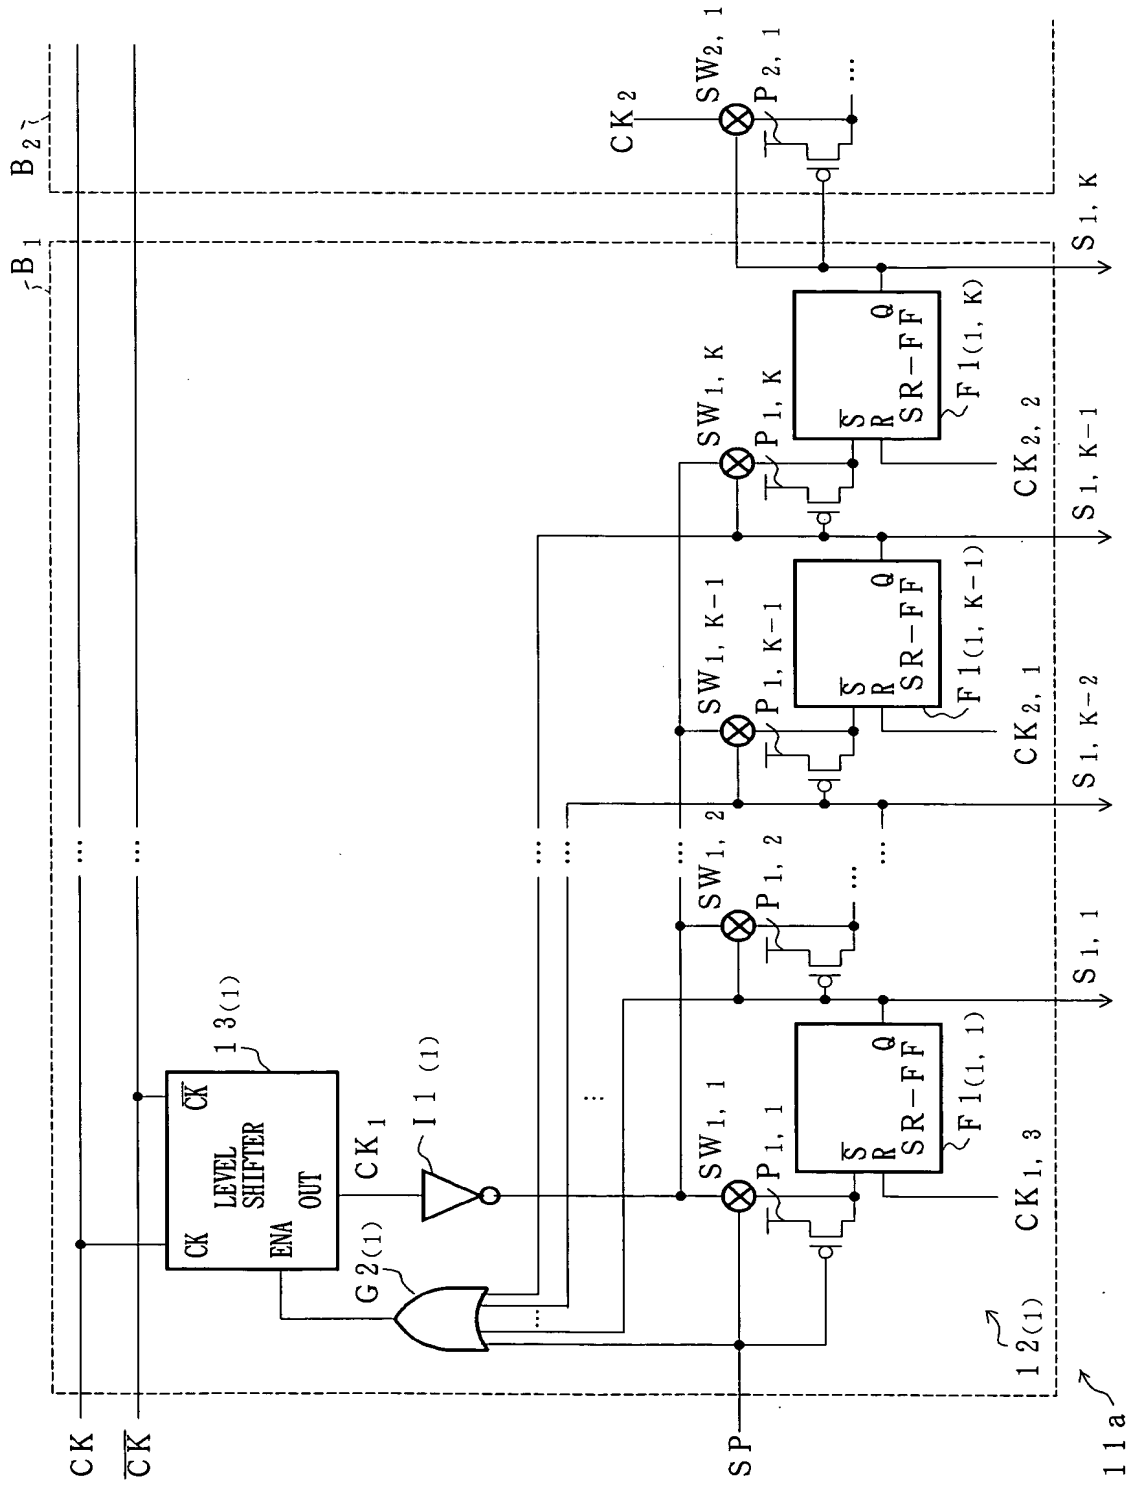 B₁
B₂
CK
C̅K̅
CK
C̅K̅
LEVEL
SHIFTER
ENA
OUT
13(1)
G2(1)
CK₁
I1(1)
...
...
...
...
...
...
...
CK₂
SW₁,₁
SW₁,₂
SW₁,K-1
SW₁,K
SW₂,₁
SP
P₁,₁
P₁,₂
P₁,K-1
P₁,K
P₂,₁
...
...
...
S̅
R
Q
SR-FF
S̅
R
Q
SR-FF
S̅
R
Q
SR-FF
F1(1, 1)
F1(1, K-1)
F1(1, K)
12(1)
CK₁,₃
CK₂,₁
CK₂,₂
S₁,₁
S₁,K-2
S₁,K-1
S₁,K
11a